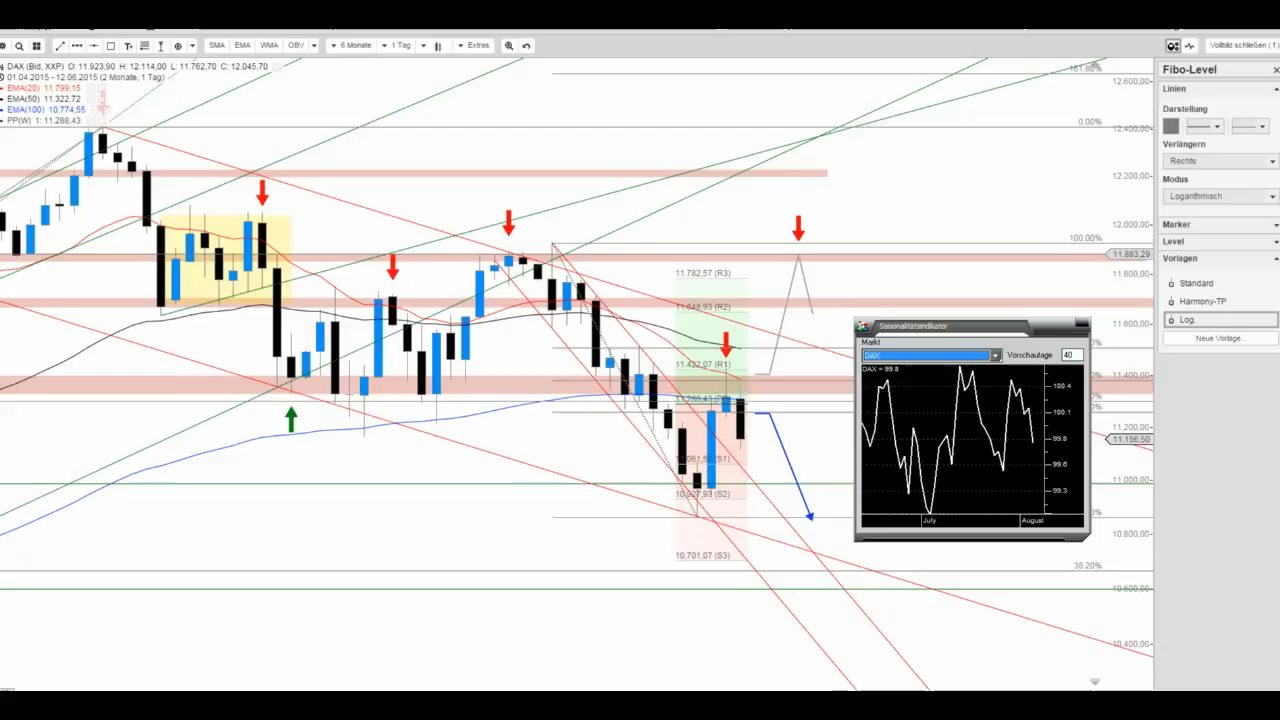 SMA EMA WMA OBV 6 Monate 1 Tag Extras Vollbild schließen (f)
DAX (Bid, XXP) O: 11.923,90 H: 12.114,00 L: 11.762,70 C: 12.045,70
01.04.2015 - 12.06.2015 (2 Monate, 1 Tag)
EMA(20) 11.799,15
EMA(50) 11.322,72
EMA(100) 10.774,55
PP(W) 1: 11.288,43
161.80%
0.00%
100.00%
38.20%
11.782,57 (R3)
11.648,93 (R2)
11.422,07 (R1)
11.288,43
(S1)
10.927,93 (S2)
10.701,07 (S3)
12.600,00
12.400,00
12.200,00
12.000,00
11.883,29
11.800,00
11.600,00
11.400,00
11.200,00
11.156,50
11.000,00
10.800,00
10.600,00
10.400,00
Saisonalitätsindikator
Markt
DAX Vorschautage 40
DAX = 99.8
100.4
100.1
99.8
99.6
99.3
July August
Fibo-Level
Linien
Darstellung
Verlängern
Rechts
Modus
Logarithmisch
Marker
Level
Vorlagen
Standard
Harmony-TP
Log.
Neue Vorlage...